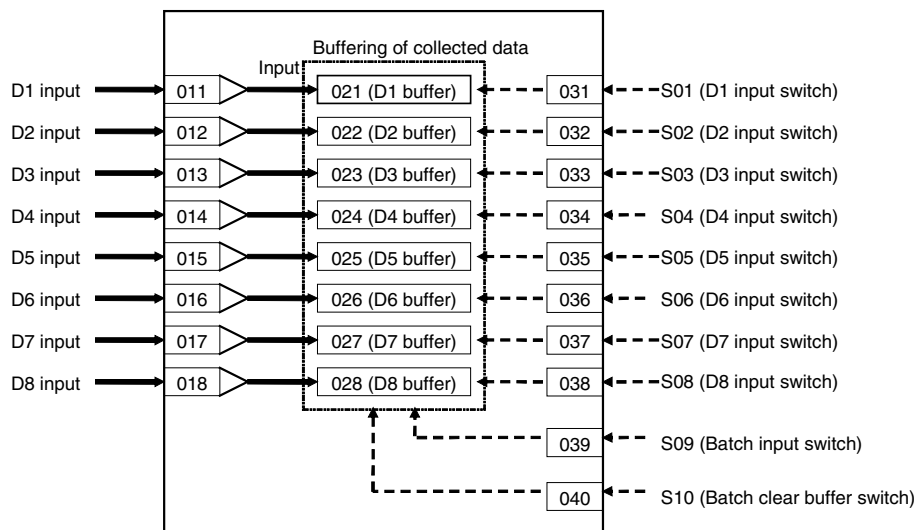 Buffering of collected data
Input
D1 input 011 021 (D1 buffer) 031 S01 (D1 input switch)
D2 input 012 022 (D2 buffer) 032 S02 (D2 input switch)
D3 input 013 023 (D3 buffer) 033 S03 (D3 input switch)
D4 input 014 024 (D4 buffer) 034 S04 (D4 input switch)
D5 input 015 025 (D5 buffer) 035 S05 (D5 input switch)
D6 input 016 026 (D6 buffer) 036 S06 (D6 input switch)
D7 input 017 027 (D7 buffer) 037 S07 (D7 input switch)
D8 input 018 028 (D8 buffer) 038 S08 (D8 input switch)
039 S09 (Batch input switch)
040 S10 (Batch clear buffer switch)